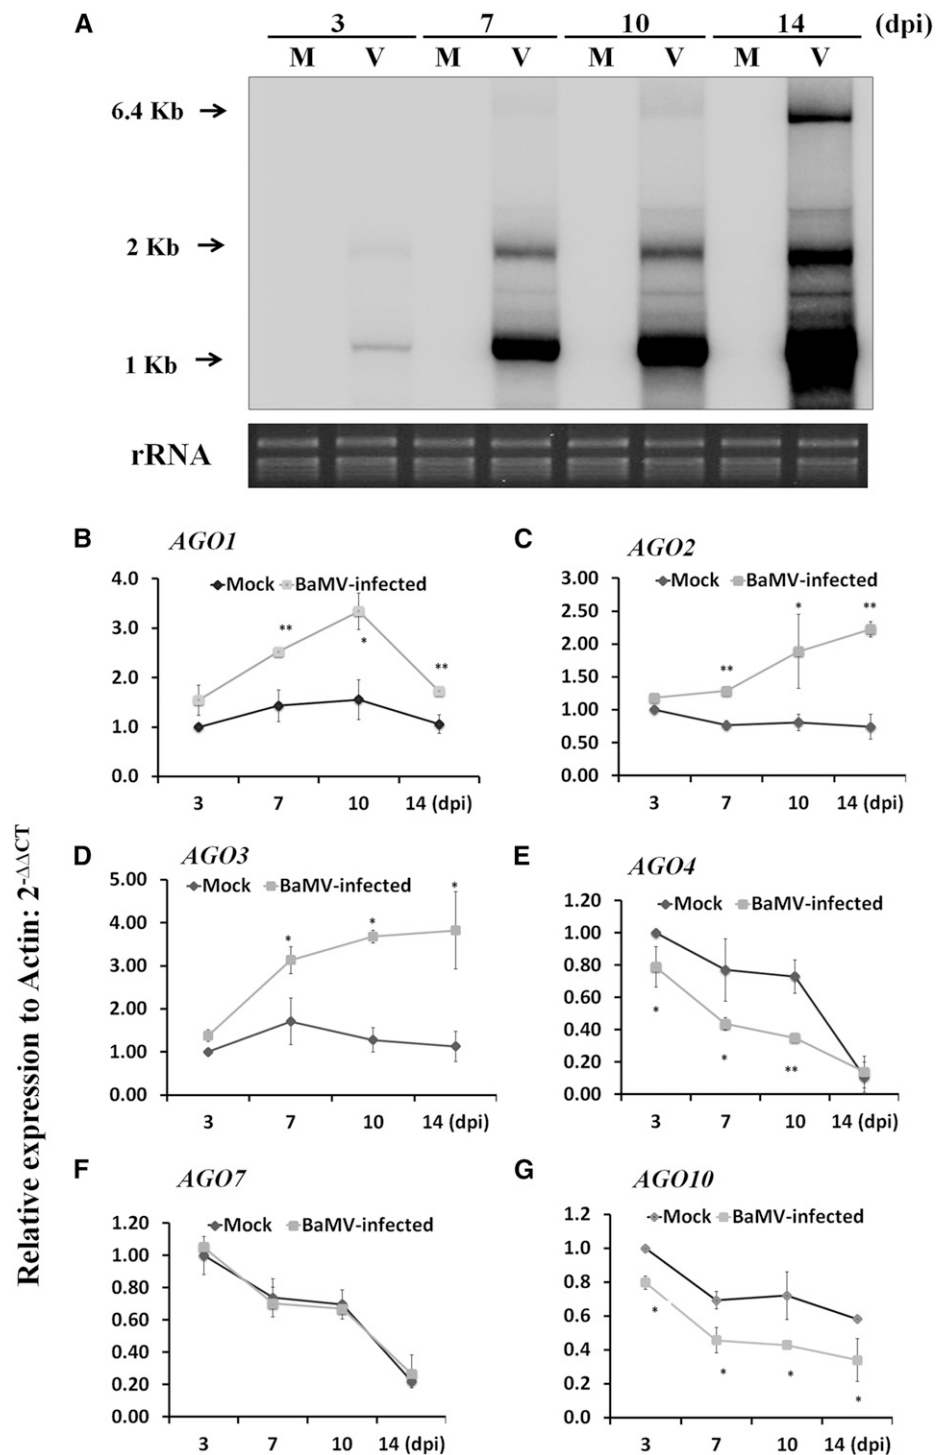 A
3 7 10 14 (dpi)
M V M V M V M V
6.4 Kb →
2 Kb →
1 Kb →
rRNA
Relative expression to Actin: 2-ΔΔCT
B AGO1
Mock BaMV-infected
4.0
3.0
2.0
1.0
0.0
** * **
3 7 10 14 (dpi)
C AGO2
Mock BaMV-infected
3.00
2.50
2.00
1.50
1.00
0.50
0.00
** * **
3 7 10 14 (dpi)
D AGO3
Mock BaMV-infected
5.00
4.00
3.00
2.00
1.00
0.00
* * *
3 7 10 14 (dpi)
E AGO4
Mock BaMV-infected
1.20
1.00
0.80
0.60
0.40
0.20
0.00
* * **
3 7 10 14 (dpi)
F AGO7
Mock BaMV-infected
1.20
1.00
0.80
0.60
0.40
0.20
0.00
3 7 10 14 (dpi)
G AGO10
Mock BaMV-infected
1.2
1.0
0.8
0.6
0.4
0.2
0.0
* * * *
3 7 10 14 (dpi)